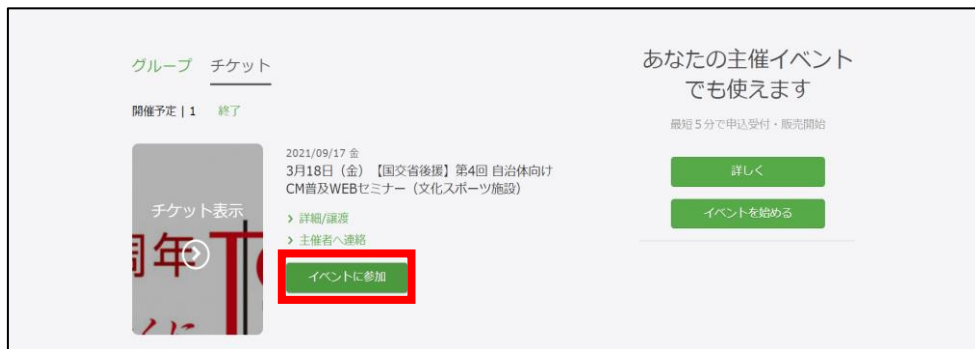 グループ チケット
開催予定 | 1 終了
チケット表示
2021/09/17 金
3月18日(金)【国交省後援】第4回 自治体向け
CM普及WEBセミナー(文化スポーツ施設)
詳細/譲渡
主催者へ連絡
イベントに参加
周年
あなたの主催イベント
でも使えます
最短5分で申込受付・販売開始
詳しく
イベントを始める